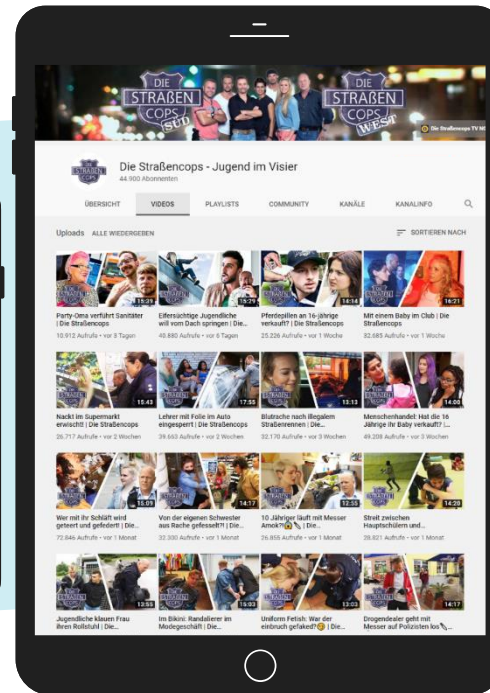 DIE
STRAßEN
COPS
SÜD
DIE
STRAßEN
COPS
WEST
Die Straßencops TV
Die Straßencops - Jugend im Visier
44.900 Abonnenten
ÜBERSICHT VIDEOS PLAYLISTS COMMUNITY KANÄLE KANALINFO
Uploads ALLE WIEDERGEBEN SORTIEREN NACH
15:31 15:29 14:14 16:21
Party-Oma verführt Sanitäter
| Die Straßencops
10.912 Aufrufe • vor 3 Tagen
Eifersüchtige Jugendliche
will vom Dach springen | Die...
40.880 Aufrufe • vor 6 Tagen
Pferdepillen an 16-jährige
verkauft? | Die Straßencops
25.226 Aufrufe • vor 1 Woche
Mit einem Baby im Club | Die
Straßencops
32.685 Aufrufe • vor 1 Woche
15:43 17:55 13:13 14:08
Nackt im Supermarkt
erwischt! | Die Straßencops
26.717 Aufrufe • vor 2 Wochen
Lehrer mit Folie im Auto
eingesperrt | Die Straßencops
39.663 Aufrufe • vor 2 Wochen
Blutrache nach illegalem
Straßenrennen | Die...
32.170 Aufrufe • vor 3 Wochen
Menschenhandel: Hat die 16
Jährige ihr Baby verkauft? |...
49.208 Aufrufe • vor 3 Wochen
15:09 14:17 12:55 14:20
Wer mit ihr Schläft wird
geteert und gefedert! | Die...
72.846 Aufrufe • vor 1 Monat
Von der eigenen Schwester
aus Rache gefesselt?! | Die...
32.300 Aufrufe • vor 1 Monat
10 Jähriger läuft mit Messer
Amok?! | Die...
26.855 Aufrufe • vor 1 Monat
Streit zwischen
Hauptschülern und...
28.821 Aufrufe • vor 1 Monat
13:55 15:03 13:03 14:17
Jugendliche klauen Frau
ihren Rollstuhl | Die...
Im Bikini: Randalierer im
Modegeschäft | Die...
Uniform Fetish: War der
einbruch gefaked? | Die...
Drogendealer geht mit
Messer auf Polizisten los